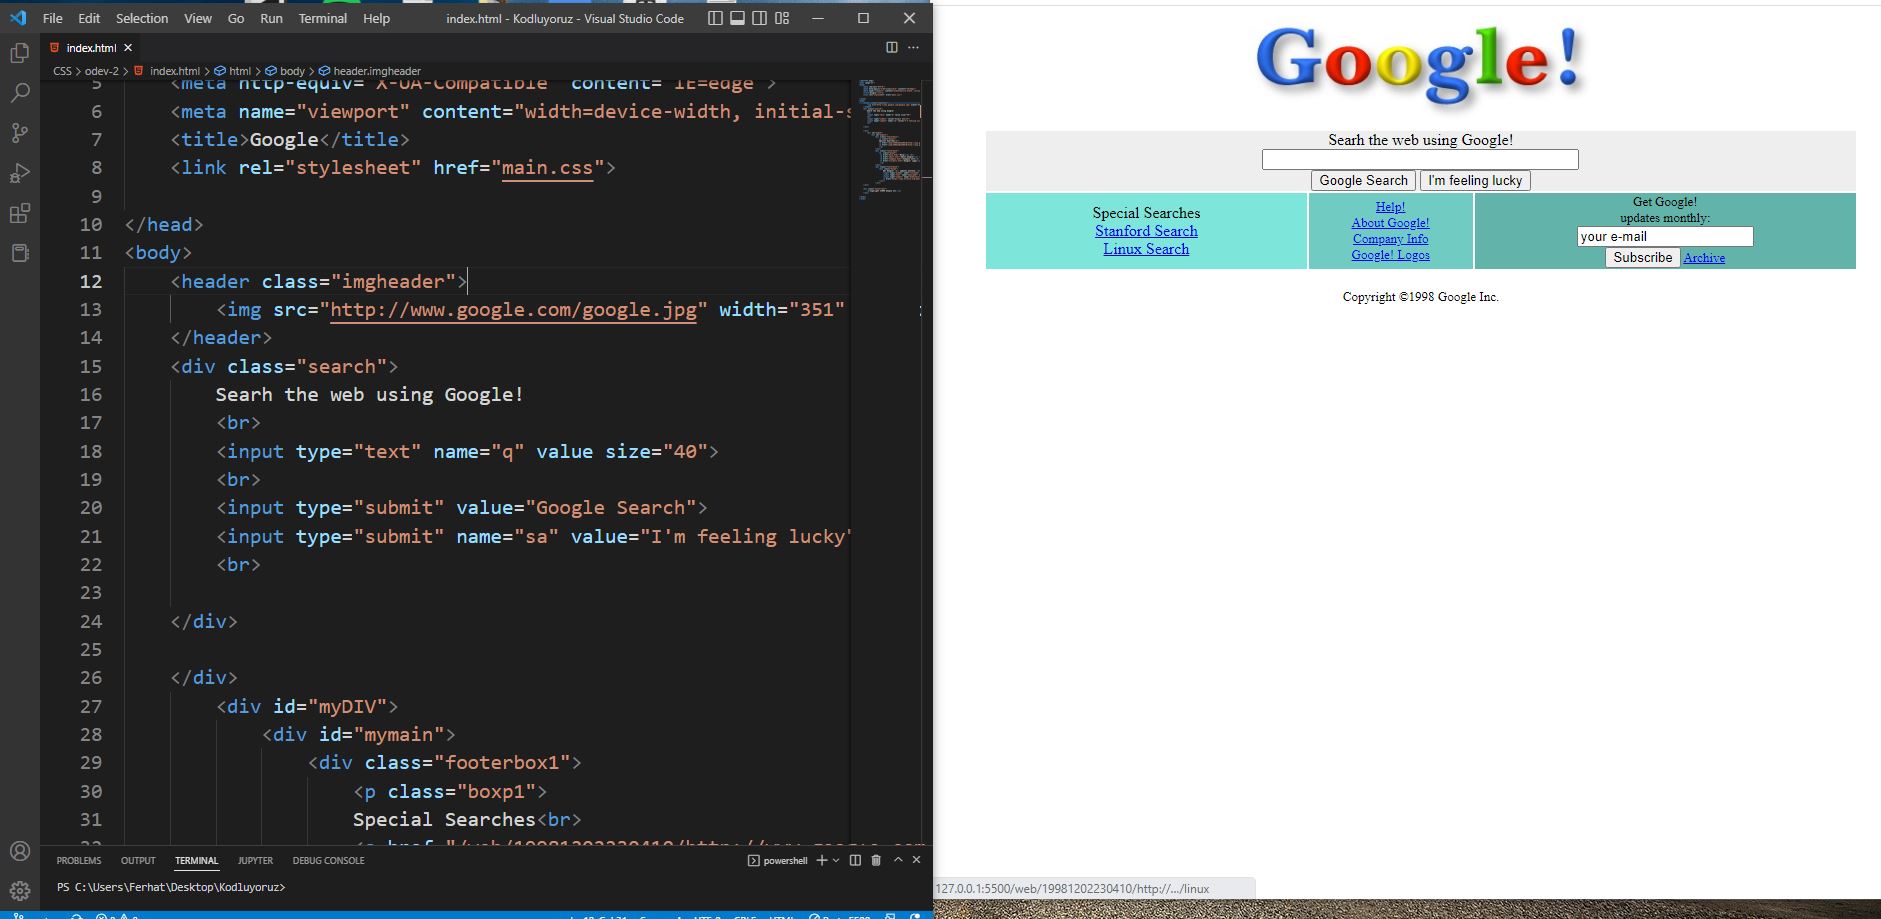 File Edit Selection View Go Run Terminal Help index.html - Kodluyoruz - Visual Studio Code
index.html
CSS > odev-2 > index.html > html > body > header.imgheader
5 <meta http-equiv="X-UA-Compatible" content="IE=edge">
6 <meta name="viewport" content="width=device-width, initial-s
7 <title>Google</title>
8 <link rel="stylesheet" href="main.css">
9
10 </head>
11 <body>
12 <header class="imgheader">
13 <img src="http://www.google.com/google.jpg" width="351"
14 </header>
15 <div class="search">
16 Searh the web using Google!
17 <br>
18 <input type="text" name="q" value size="40">
19 <br>
20 <input type="submit" value="Google Search">
21 <input type="submit" name="sa" value="I'm feeling lucky"
22 <br>
23
24 </div>
25
26 </div>
27 <div id="myDIV">
28 <div id="mymain">
29 <div class="footerbox1">
30 <p class="boxp1">
31 Special Searches<br>
PROBLEMS OUTPUT TERMINAL JUPYTER DEBUG CONSOLE powershell
PS C:\Users\Ferhat\Desktop\Kodluyoruz>
Google!
Searh the web using Google!
Google Search I'm feeling lucky
Special Searches
Stanford Search
Linux Search
Help!
About Google!
Company Info
Google! Logos
Get Google!
updates monthly:
your e-mail
Subscribe Archive
Copyright ©1998 Google Inc.
127.0.0.1:5500/web/19981202230410/http://.../linux